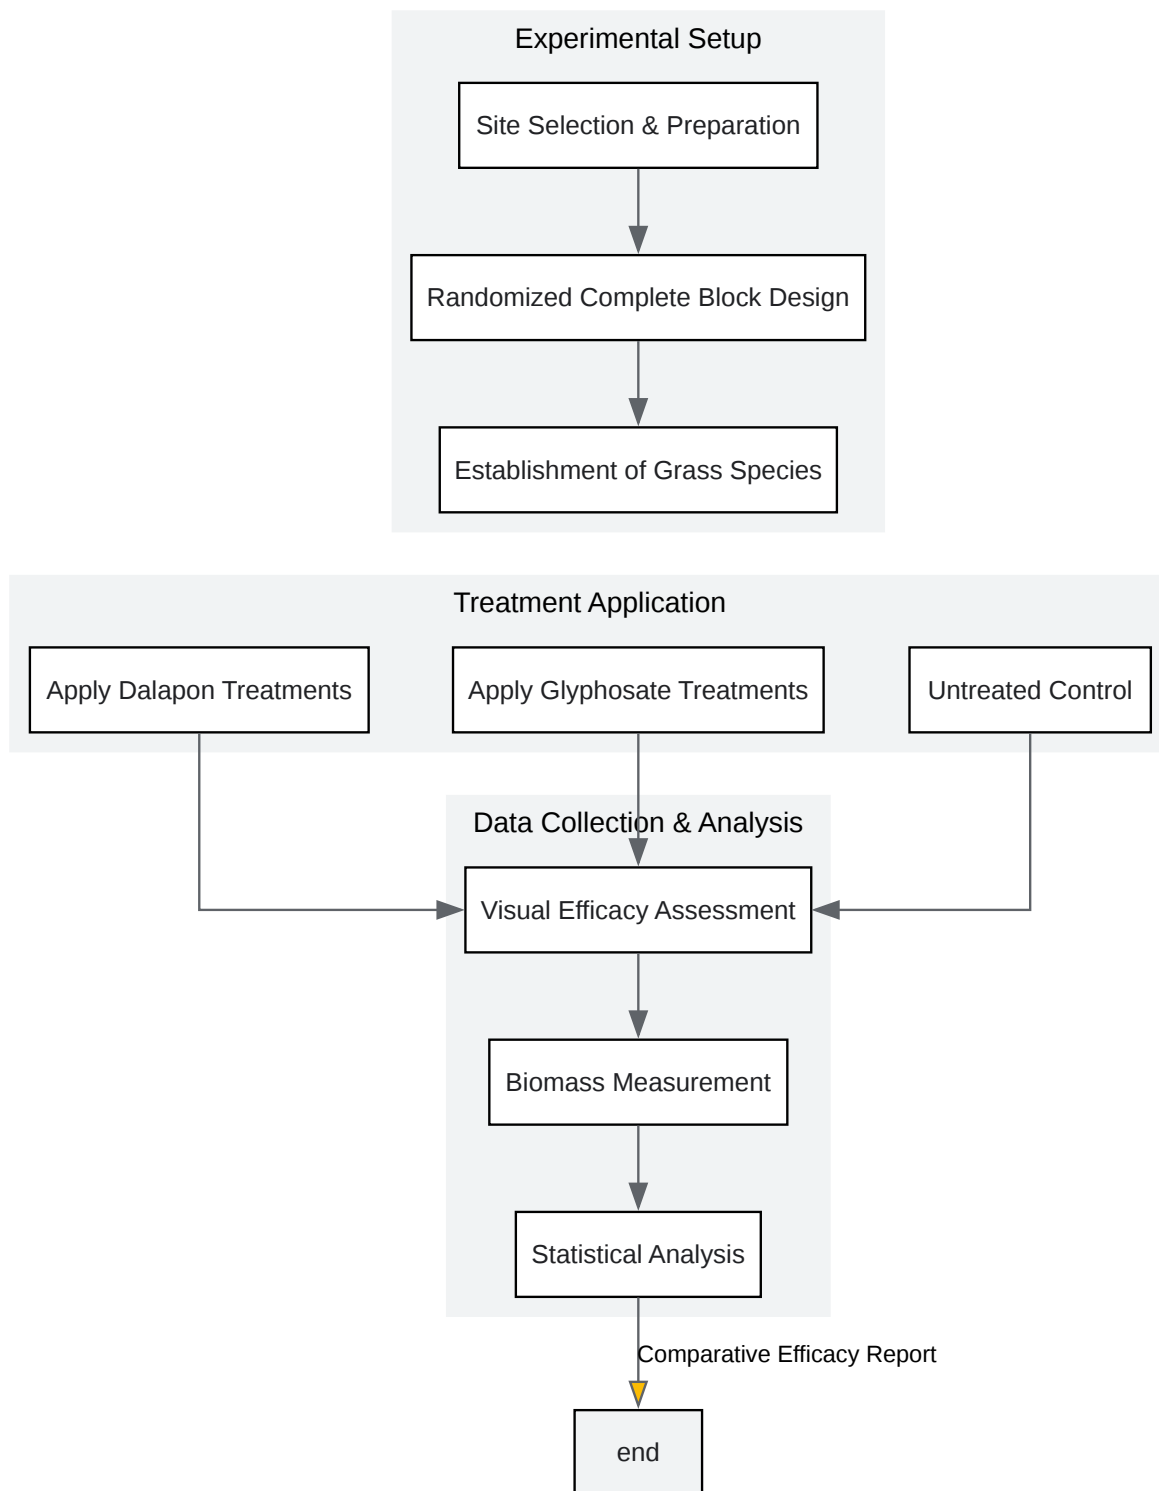 Experimental Setup
Site Selection & Preparation
Randomized Complete Block Design
Establishment of Grass Species
Treatment Application
Apply Dalapon Treatments
Apply Glyphosate Treatments
Untreated Control
Data Collection & Analysis
Visual Efficacy Assessment
Biomass Measurement
Statistical Analysis
Comparative Efficacy Report
end